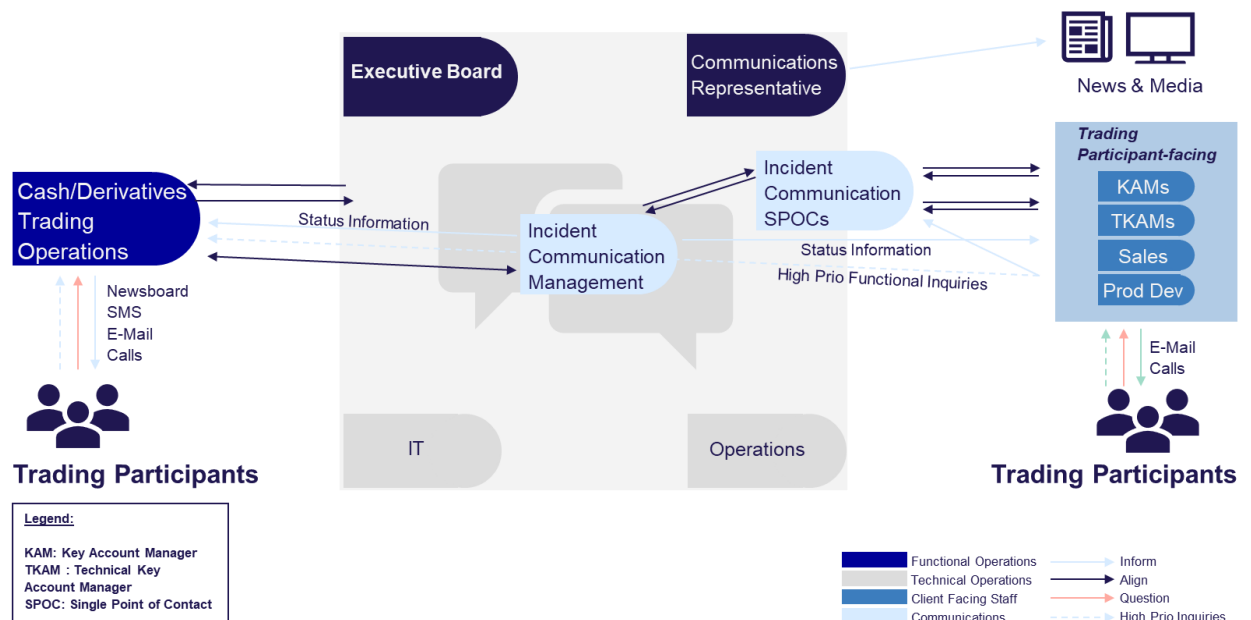 Executive Board
Communications
Representative
News & Media
Trading
Participant-facing
KAMs
TKAMs
Sales
Prod Dev
Cash/Derivatives
Trading
Operations
Status Information
Incident
Communication
Management
Incident
Communication
SPOCs
Status Information
High Prio Functional Inquiries
Newsboard
SMS
E-Mail
Calls
E-Mail
Calls
IT
Operations
Trading Participants
Trading Participants
Legend:
KAM: Key Account Manager
TKAM : Technical Key
Account Manager
SPOC: Single Point of Contact
Functional Operations
Technical Operations
Client Facing Staff
Communications
Inform
Align
Question
High Prio Inquiries